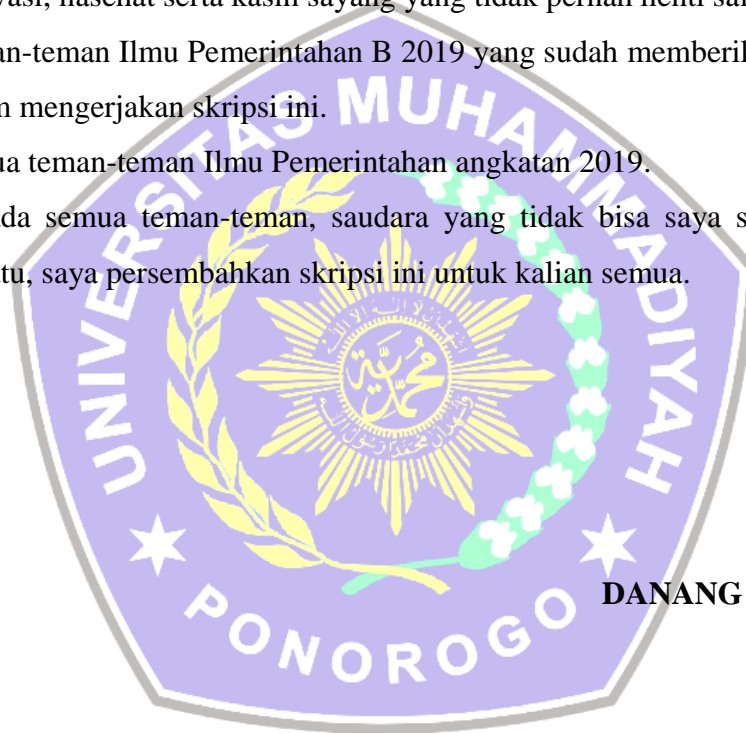 nasehat serta kasih sayang yang tidak pernah henti
an-teman Ilmu Pemerintahan B 2019 yang sudah memberik
n mengerjakan skripsi ini.
ua teman-teman Ilmu Pemerintahan angkatan 2019.
da semua teman-teman, saudara yang tidak bisa saya s
tu, saya persembahkan skripsi ini untuk kalian semua.
UNIVERSITAS MUHAMMADIYAH
محمدية
DANANG
PONOROGO